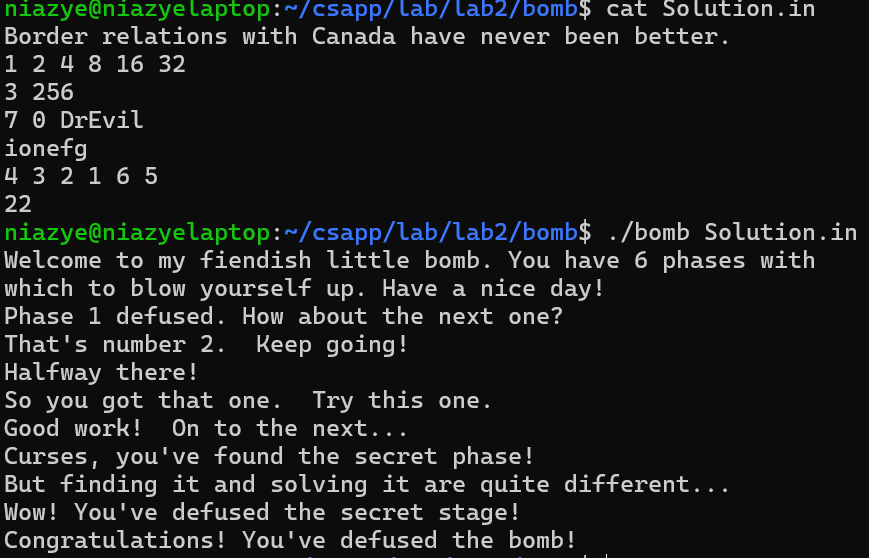 niazye@niazyelaptop:~/csapp/lab/lab2/bomb$ cat Solution.in
Border relations with Canada have never been better.
1 2 4 8 16 32
3 256
7 0 DrEvil
ionefg
4 3 2 1 6 5
22
niazye@niazyelaptop:~/csapp/lab/lab2/bomb$ ./bomb Solution.in
Welcome to my fiendish little bomb. You have 6 phases with
which to blow yourself up. Have a nice day!
Phase 1 defused. How about the next one?
That's number 2.  Keep going!
Halfway there!
So you got that one.  Try this one.
Good work!  On to the next...
Curses, you've found the secret phase!
But finding it and solving it are quite different...
Wow! You've defused the secret stage!
Congratulations! You've defused the bomb!